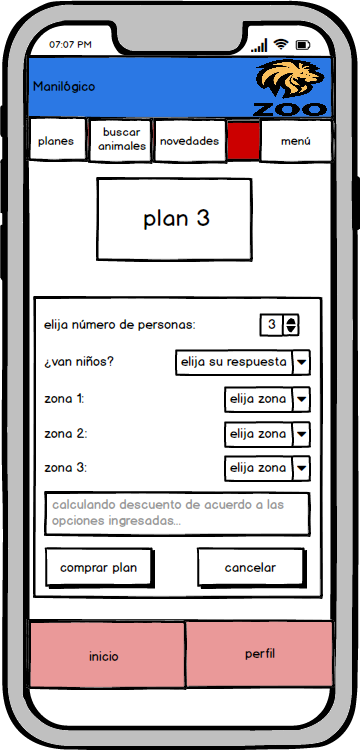 07:07 PM
Manilógico
ZOO
planes
buscar
animales
novedades
menú
plan 3
elija número de personas:
3
¿van niños?
elija su respuesta
zona 1:
elija zona
zona 2:
elija zona
zona 3:
elija zona
calculando descuento de acuerdo a las
opciones ingresadas...
comprar plan
cancelar
inicio
perfil